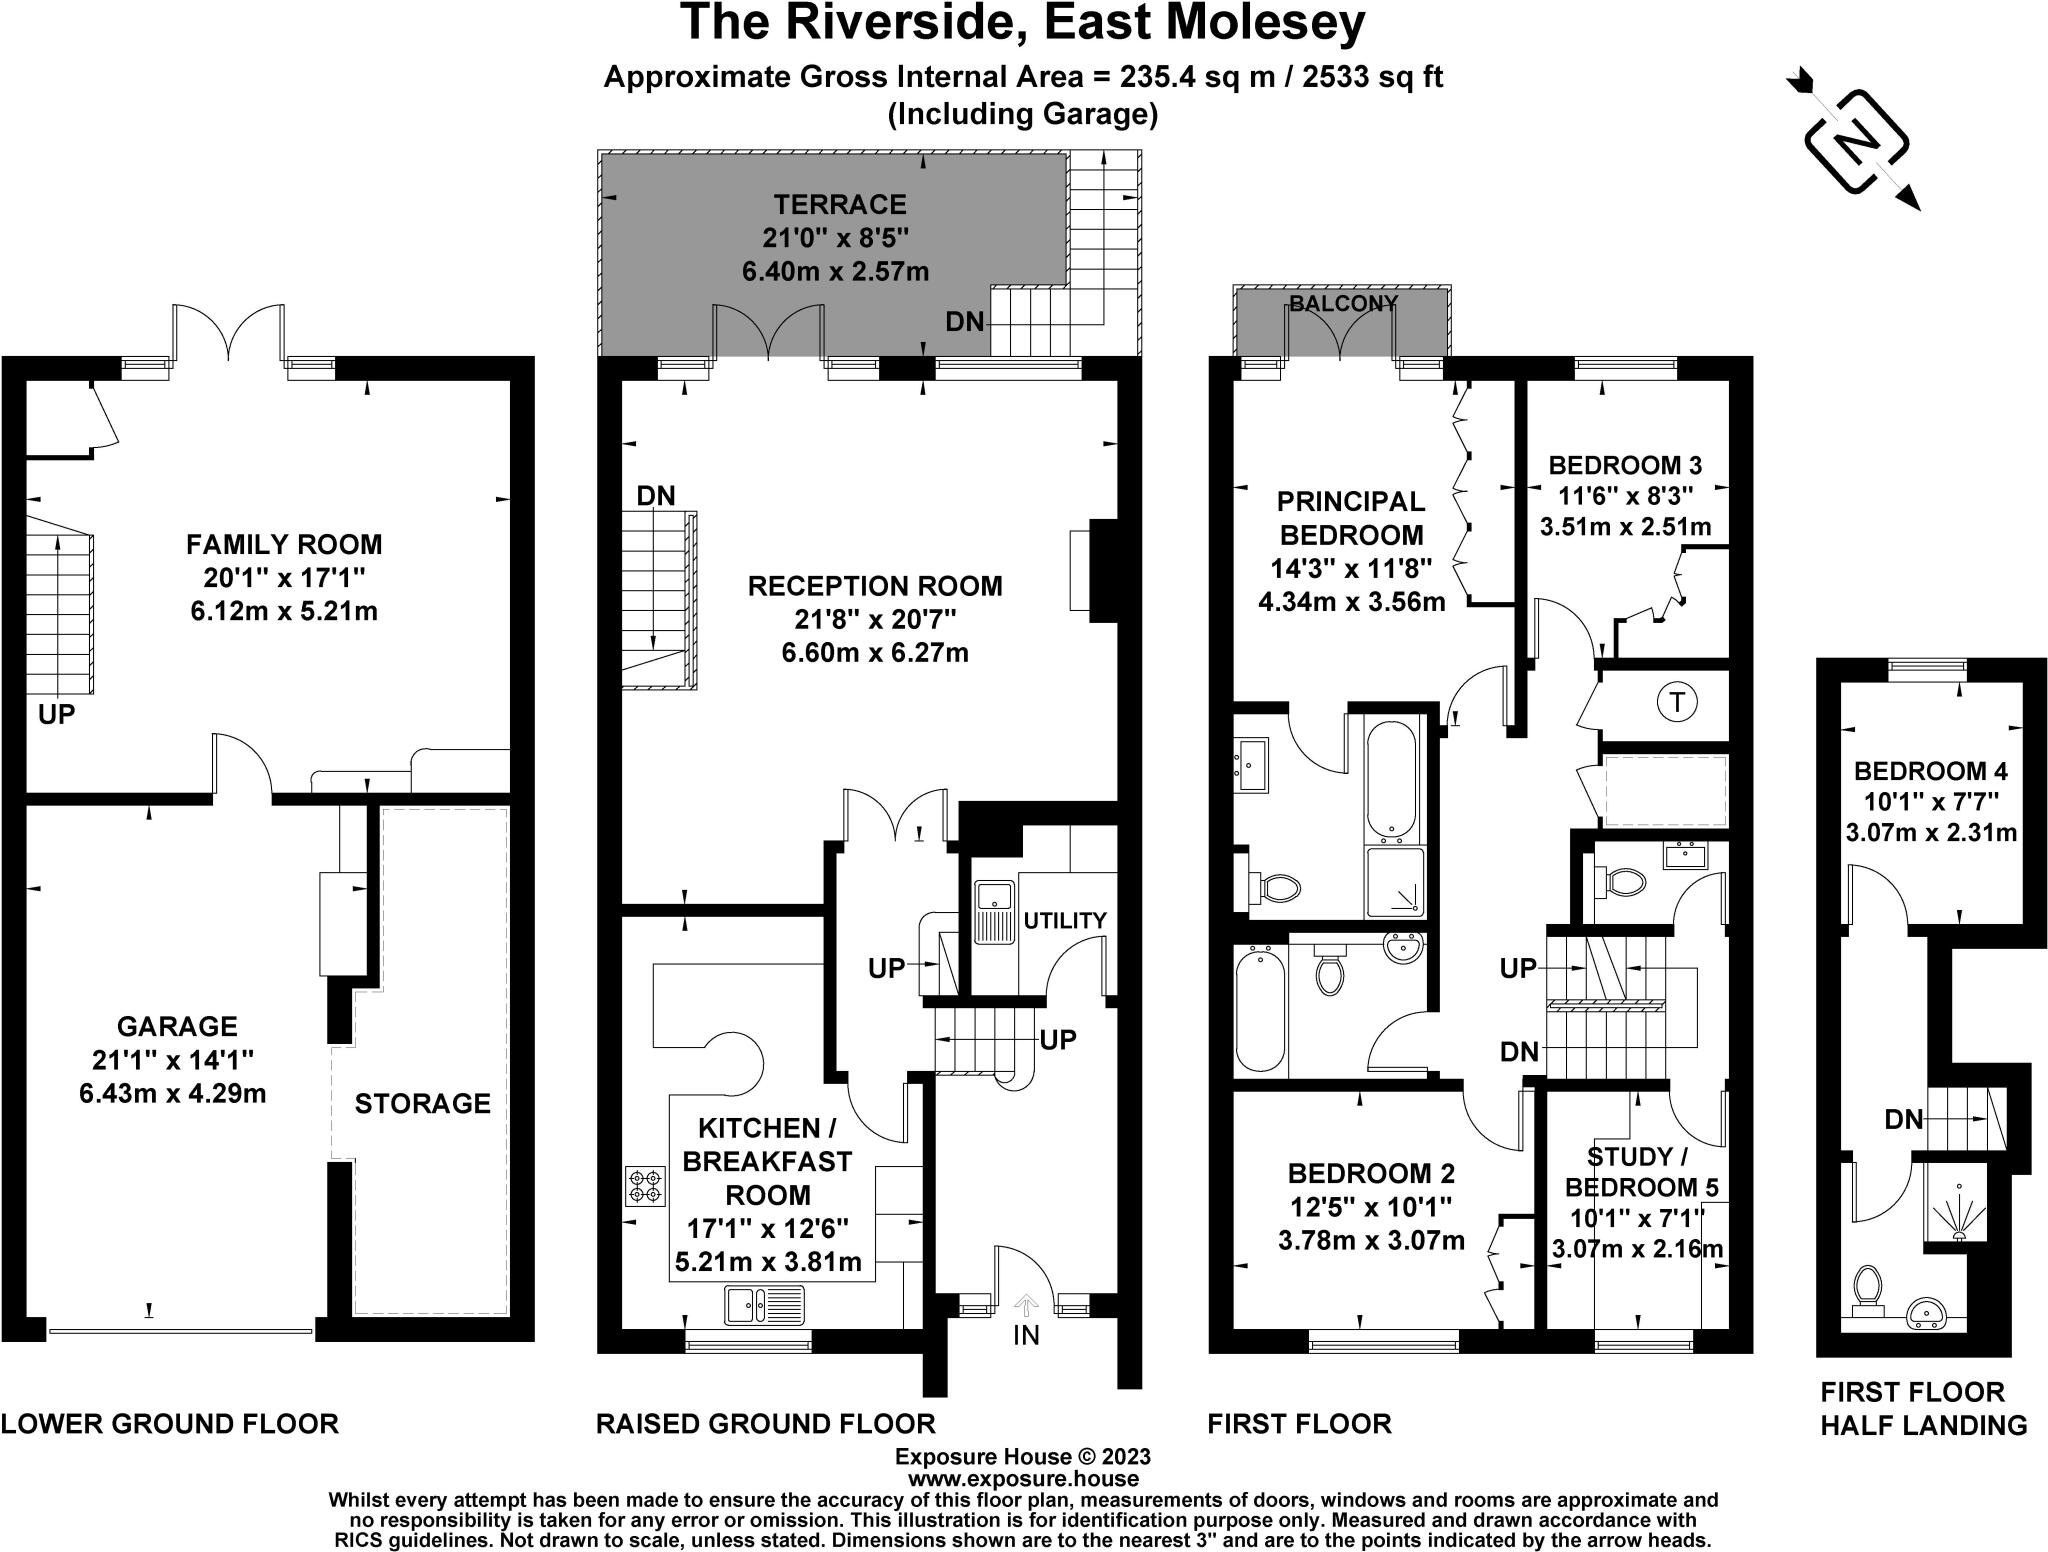 The Riverside, East Molesey
Approximate Gross Internal Area = 235.4 sq m / 2533 sq ft
(Including Garage)
N
FAMILY ROOM
20'1" x 17'1"
6.12m x 5.21m
UP
GARAGE
21'1" x 14'1"
6.43m x 4.29m
STORAGE
LOWER GROUND FLOOR
TERRACE
21'0" x 8'5"
6.40m x 2.57m
DN
DN
RECEPTION ROOM
21'8" x 20'7"
6.60m x 6.27m
UTILITY
UP
UP
KITCHEN /
BREAKFAST
ROOM
17'1" x 12'6"
5.21m x 3.81m
IN
RAISED GROUND FLOOR
BALCONY
PRINCIPAL
BEDROOM
14'3" x 11'8"
4.34m x 3.56m
BEDROOM 3
11'6" x 8'3"
3.51m x 2.51m
T
UP
DN
BEDROOM 2
12'5" x 10'1"
3.78m x 3.07m
STUDY /
BEDROOM 5
10'1" x 7'1"
3.07m x 2.16m
FIRST FLOOR
BEDROOM 4
10'1" x 7'7"
3.07m x 2.31m
DN
FIRST FLOOR
HALF LANDING
Exposure House © 2023
www.exposure.house
Whilst every attempt has been made to ensure the accuracy of this floor plan, measurements of doors, windows and rooms are approximate and
no responsibility is taken for any error or omission. This illustration is for identification purpose only. Measured and drawn accordance with
RICS guidelines. Not drawn to scale, unless stated. Dimensions shown are to the nearest 3" and are to the points indicated by the arrow heads.